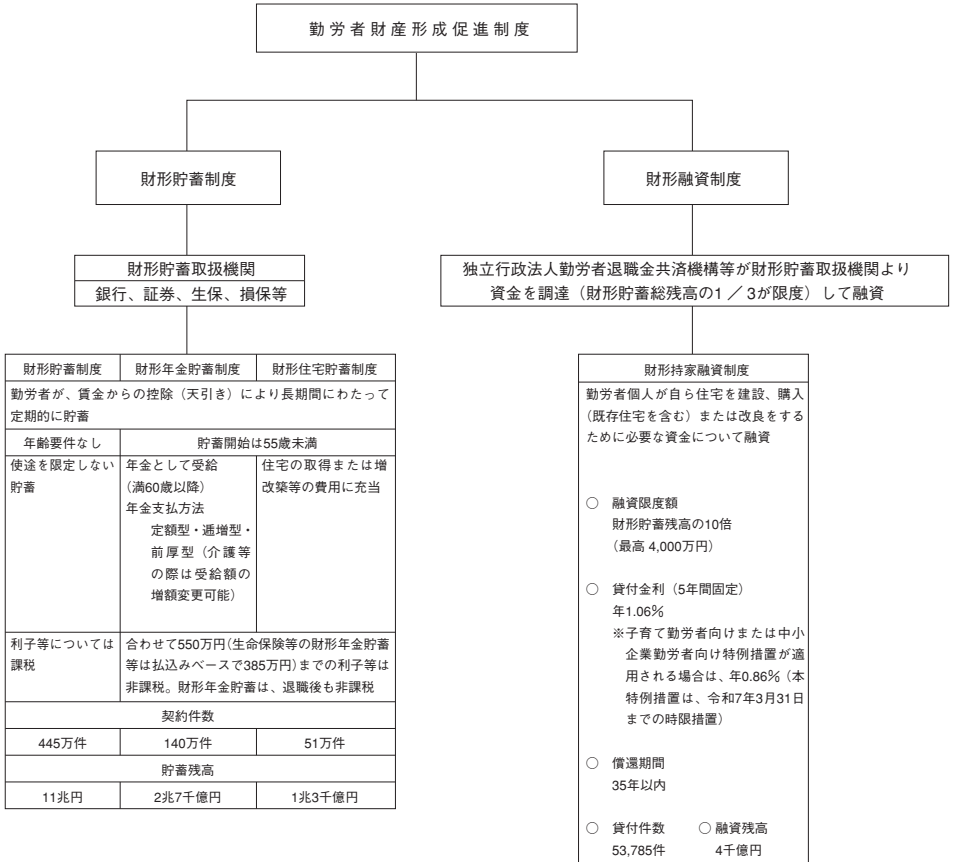 勤労者財産形成促進制度
財形貯蓄制度
財形貯蓄取扱機関
銀行、証券、生保、損保等
財形貯蓄制度 財形年金貯蓄制度 財形住宅貯蓄制度
勤労者が、賃金からの控除（天引き）により長期間にわたって
定期的に貯蓄
年齢要件なし 貯蓄開始は55歳未満
使途を限定しない
貯蓄
年金として受給
（満60歳以降）
年金支払方法
定額型・逓増型・
前厚型（介護等
の際は受給額の
増額変更可能）
住宅の取得または増
改築等の費用に充当
利子等については
課税
合わせて550万円（生命保険等の財形年金貯蓄
等は払込みベースで385万円）までの利子等は
非課税。財形年金貯蓄は、退職後も非課税
契約件数
445万件 140万件 51万件
貯蓄残高
11兆円 2兆7千億円 1兆3千億円
財形融資制度
独立行政法人勤労者退職金共済機構等が財形貯蓄取扱機関より
資金を調達（財形貯蓄総残高の1／3が限度）して融資
財形持家融資制度
勤労者個人が自ら住宅を建設、購入
（既存住宅を含む）または改良をする
ために必要な資金について融資
○ 融資限度額
財形貯蓄残高の10倍
（最高 4,000万円）
○ 貸付金利（5年間固定）
年1.06％
※子育て勤労者向けまたは中小
企業勤労者向け特例措置が適
用される場合は、年0.86％（本
特例措置は、令和7年3月31日
までの時限措置）
○ 償還期間
35年以内
○ 貸付件数 ○ 融資残高
53,785件 4千億円